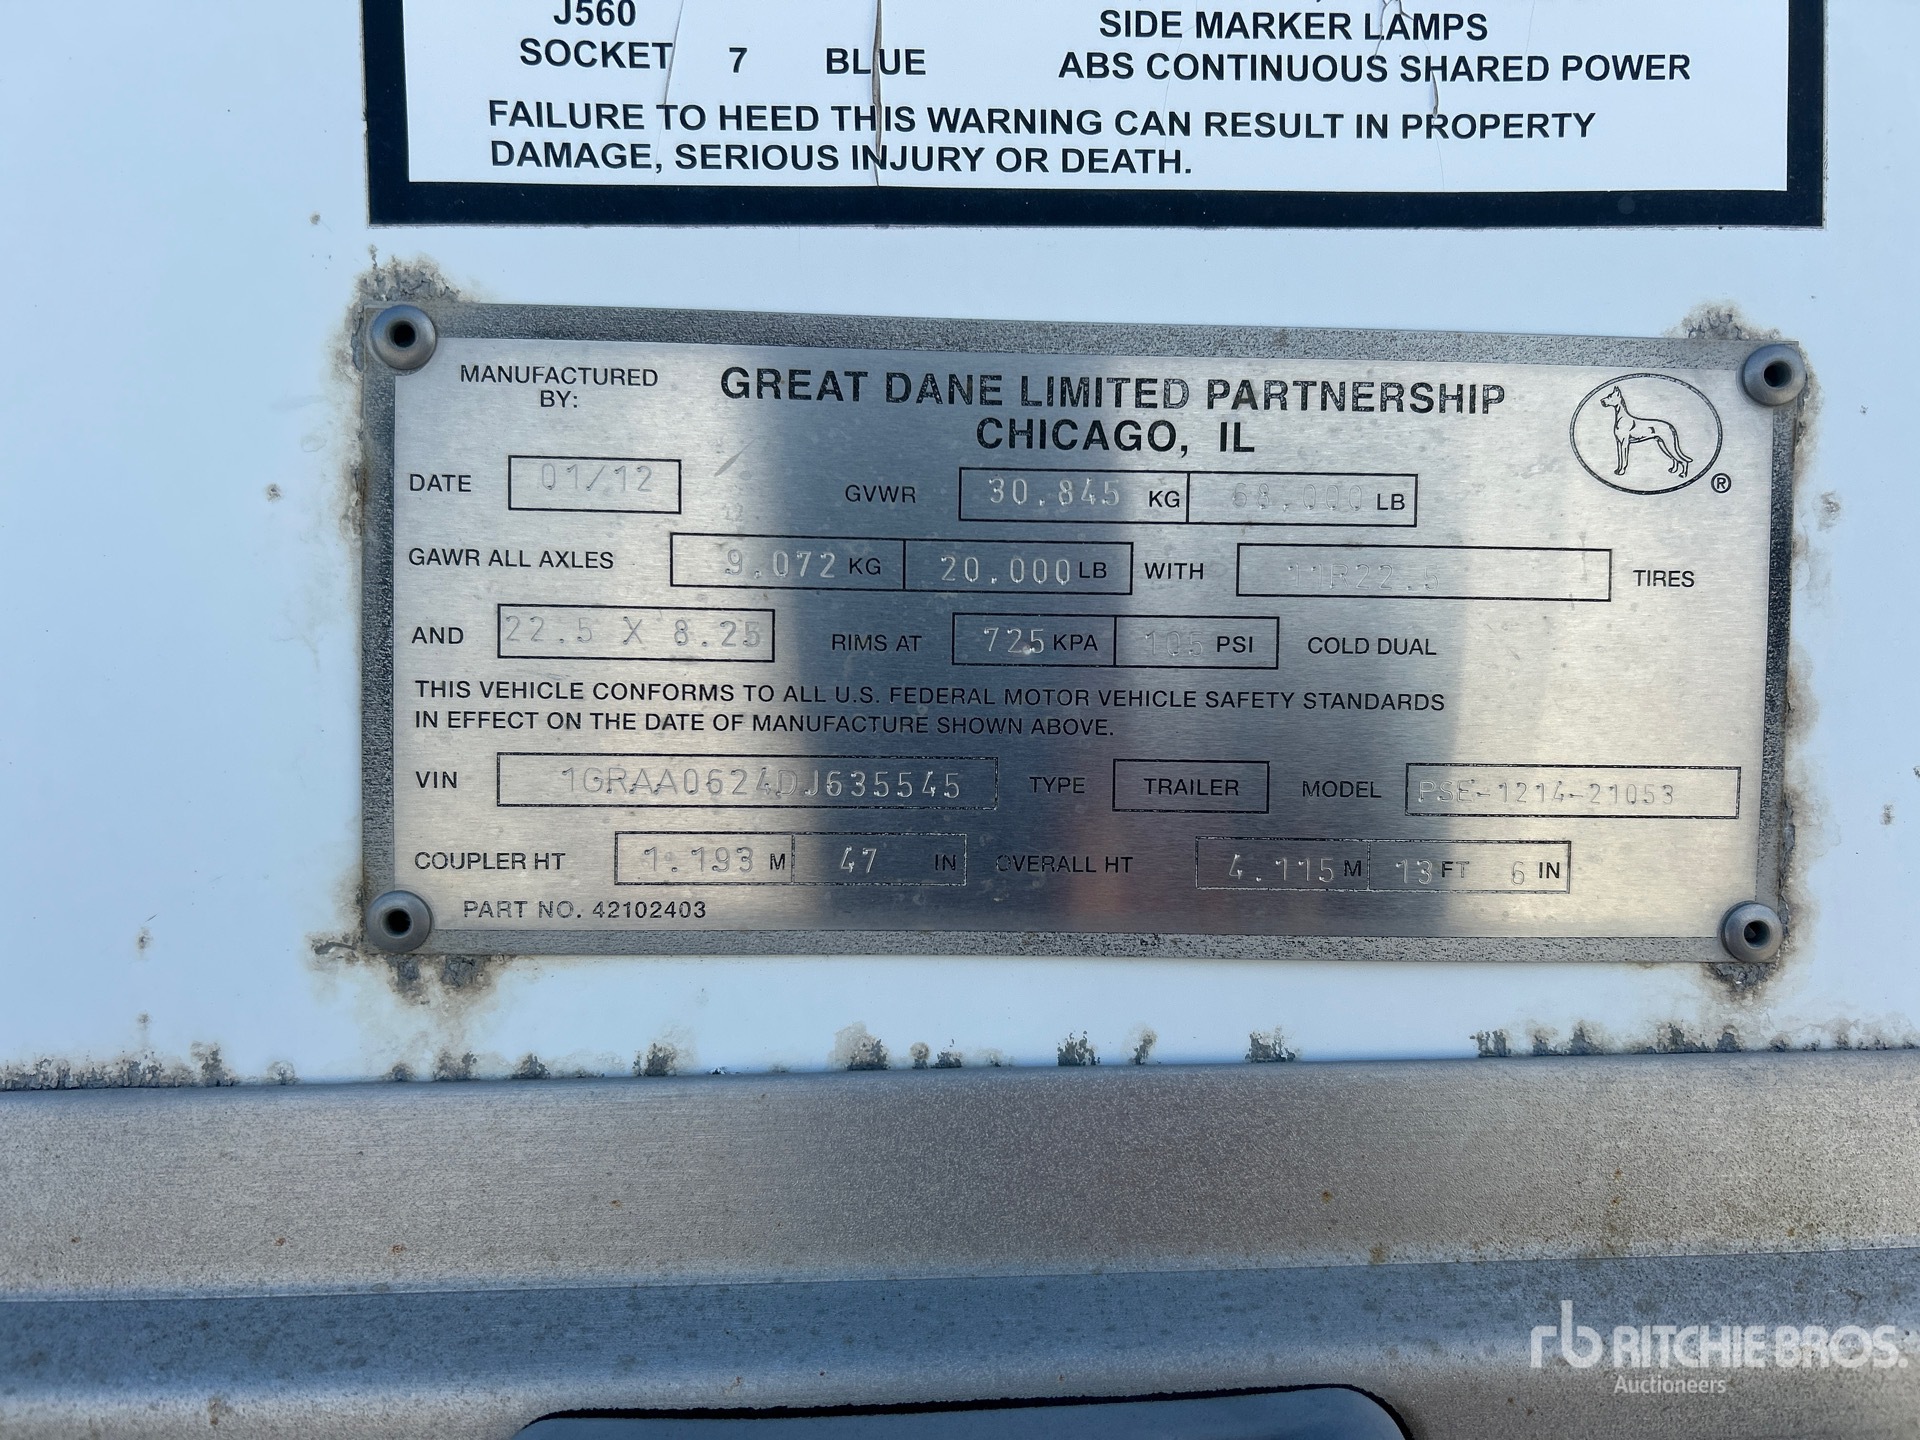 J560 SIDE MARKER LAMPS
SOCKET 7 BLUE ABS CONTINUOUS SHARED POWER
FAILURE TO HEED THIS WARNING CAN RESULT IN PROPERTY
DAMAGE, SERIOUS INJURY OR DEATH.
MANUFACTURED BY: GREAT DANE LIMITED PARTNERSHIP
CHICAGO, IL
DATE 01/12 GVWR 30.845 KG 68.000 LB ®
GAWR ALL AXLES 9.072 KG 20.000 LB WITH 11R22.5 TIRES
AND 22.5 X 8.25 RIMS AT 725 KPA 105 PSI COLD DUAL
THIS VEHICLE CONFORMS TO ALL U.S. FEDERAL MOTOR VEHICLE SAFETY STANDARDS
IN EFFECT ON THE DATE OF MANUFACTURE SHOWN ABOVE.
VIN 1GRAA0624DJ635545 TYPE TRAILER MODEL PSE-1214-21053
COUPLER HT 1.193 M 47 IN OVERALL HT 4.115 M 13 FT 6 IN
PART NO. 42102403
rb RITCHIE BROS.
Auctioneers